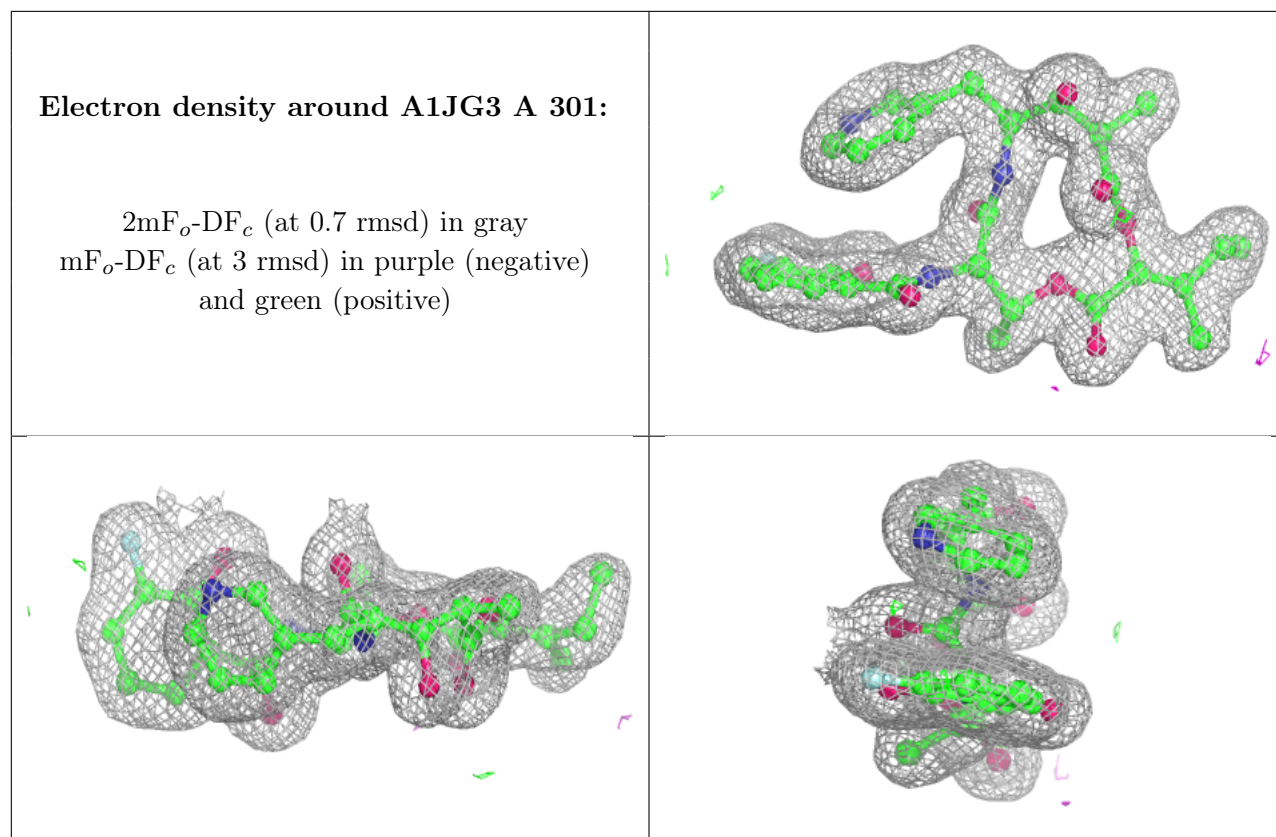 Electron density around A1JG3 A 301:
2mFo-DFc (at 0.7 rmsd) in gray
mFo-DFc (at 3 rmsd) in purple (negative)
and green (positive)